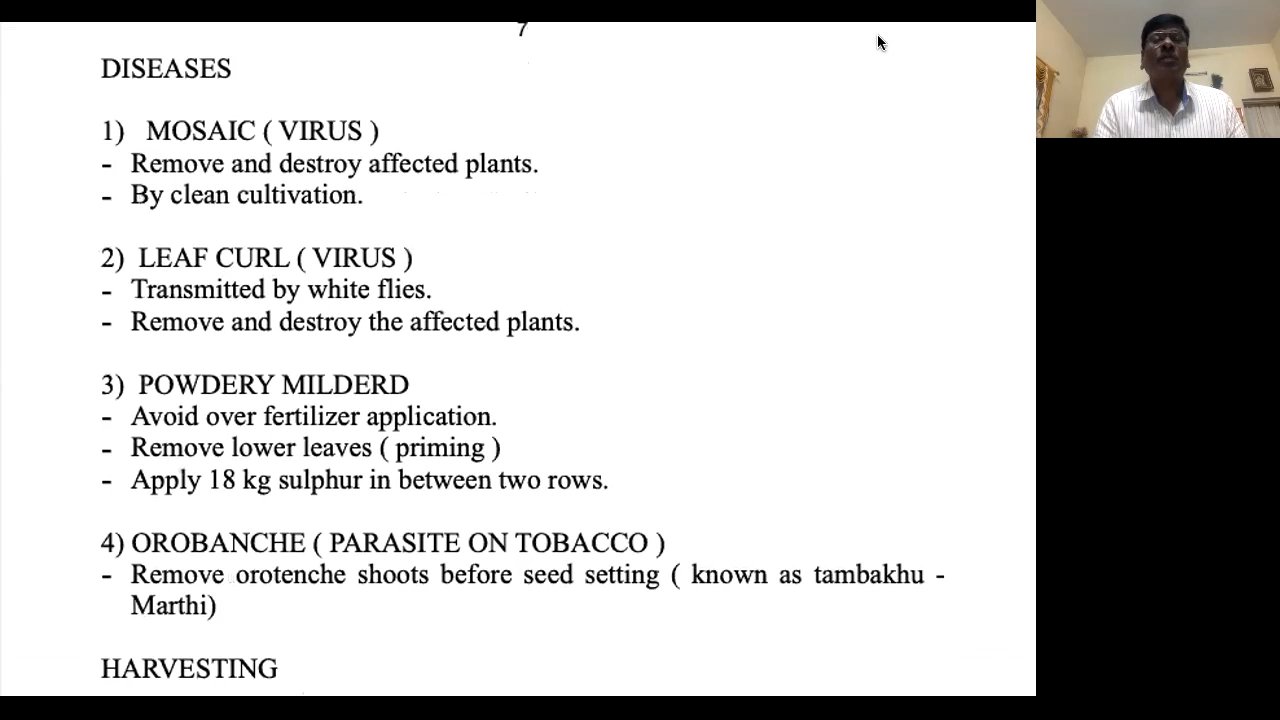 7
DISEASES
1) MOSAIC ( VIRUS )
- Remove and destroy affected plants.
- By clean cultivation.
2) LEAF CURL ( VIRUS )
- Transmitted by white flies.
- Remove and destroy the affected plants.
3) POWDERY MILDERD
- Avoid over fertilizer application.
- Remove lower leaves ( priming )
- Apply 18 kg sulphur in between two rows.
4) OROBANCHE ( PARASITE ON TOBACCO )
- Remove orotenche shoots before seed setting ( known as tambakhu -
Marthi)
HARVESTING